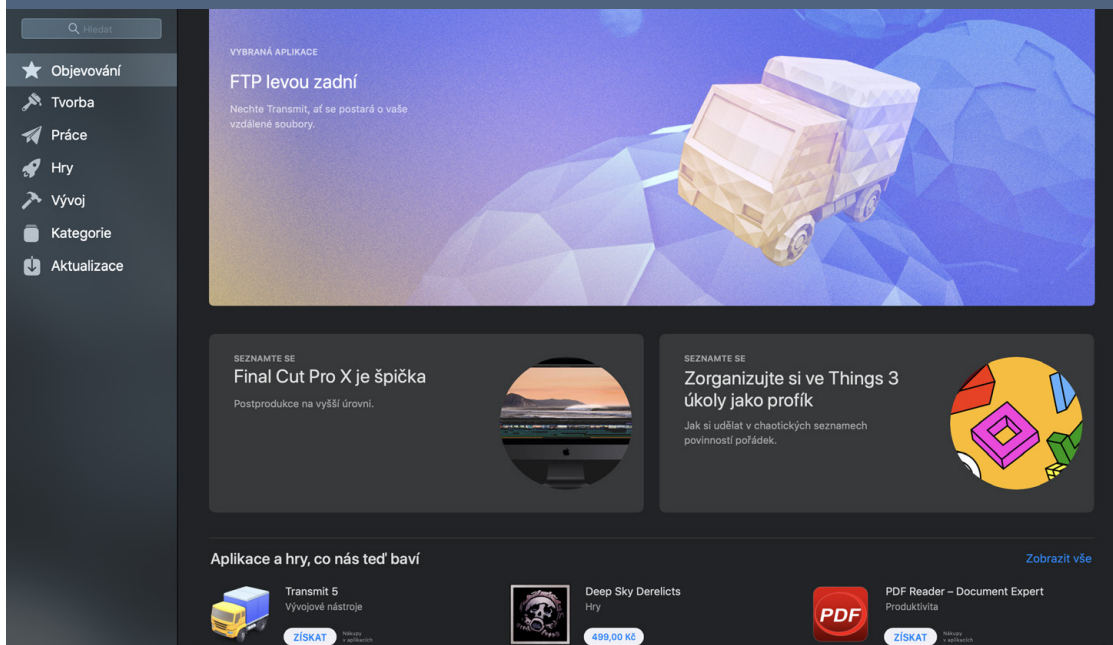 Hledat
Objevování
Tvorba
Práce
Hry
Vývoj
Kategorie
Aktualizace
VYBRANÁ APLIKACE
FTP levou zadní
Nechte Transmit, ať se postará o vaše
vzdálené soubory.
SEZNAMTE SE
Final Cut Pro X je špička
Postprodukce na vyšší úrovni.
SEZNAMTE SE
Zorganizujte si ve Things 3
úkoly jako profík
Jak si udělat v chaotických seznamech
povinností pořádek.
Aplikace a hry, co nás teď baví
Zobrazit vše
Transmit 5
Vývojové nástroje
ZÍSKAT
Nákupy
v aplikacích
Deep Sky Derelicts
Hry
499,00 Kč
PDF
PDF Reader – Document Expert
Produktivita
ZÍSKAT
Nákupy
v aplikacích